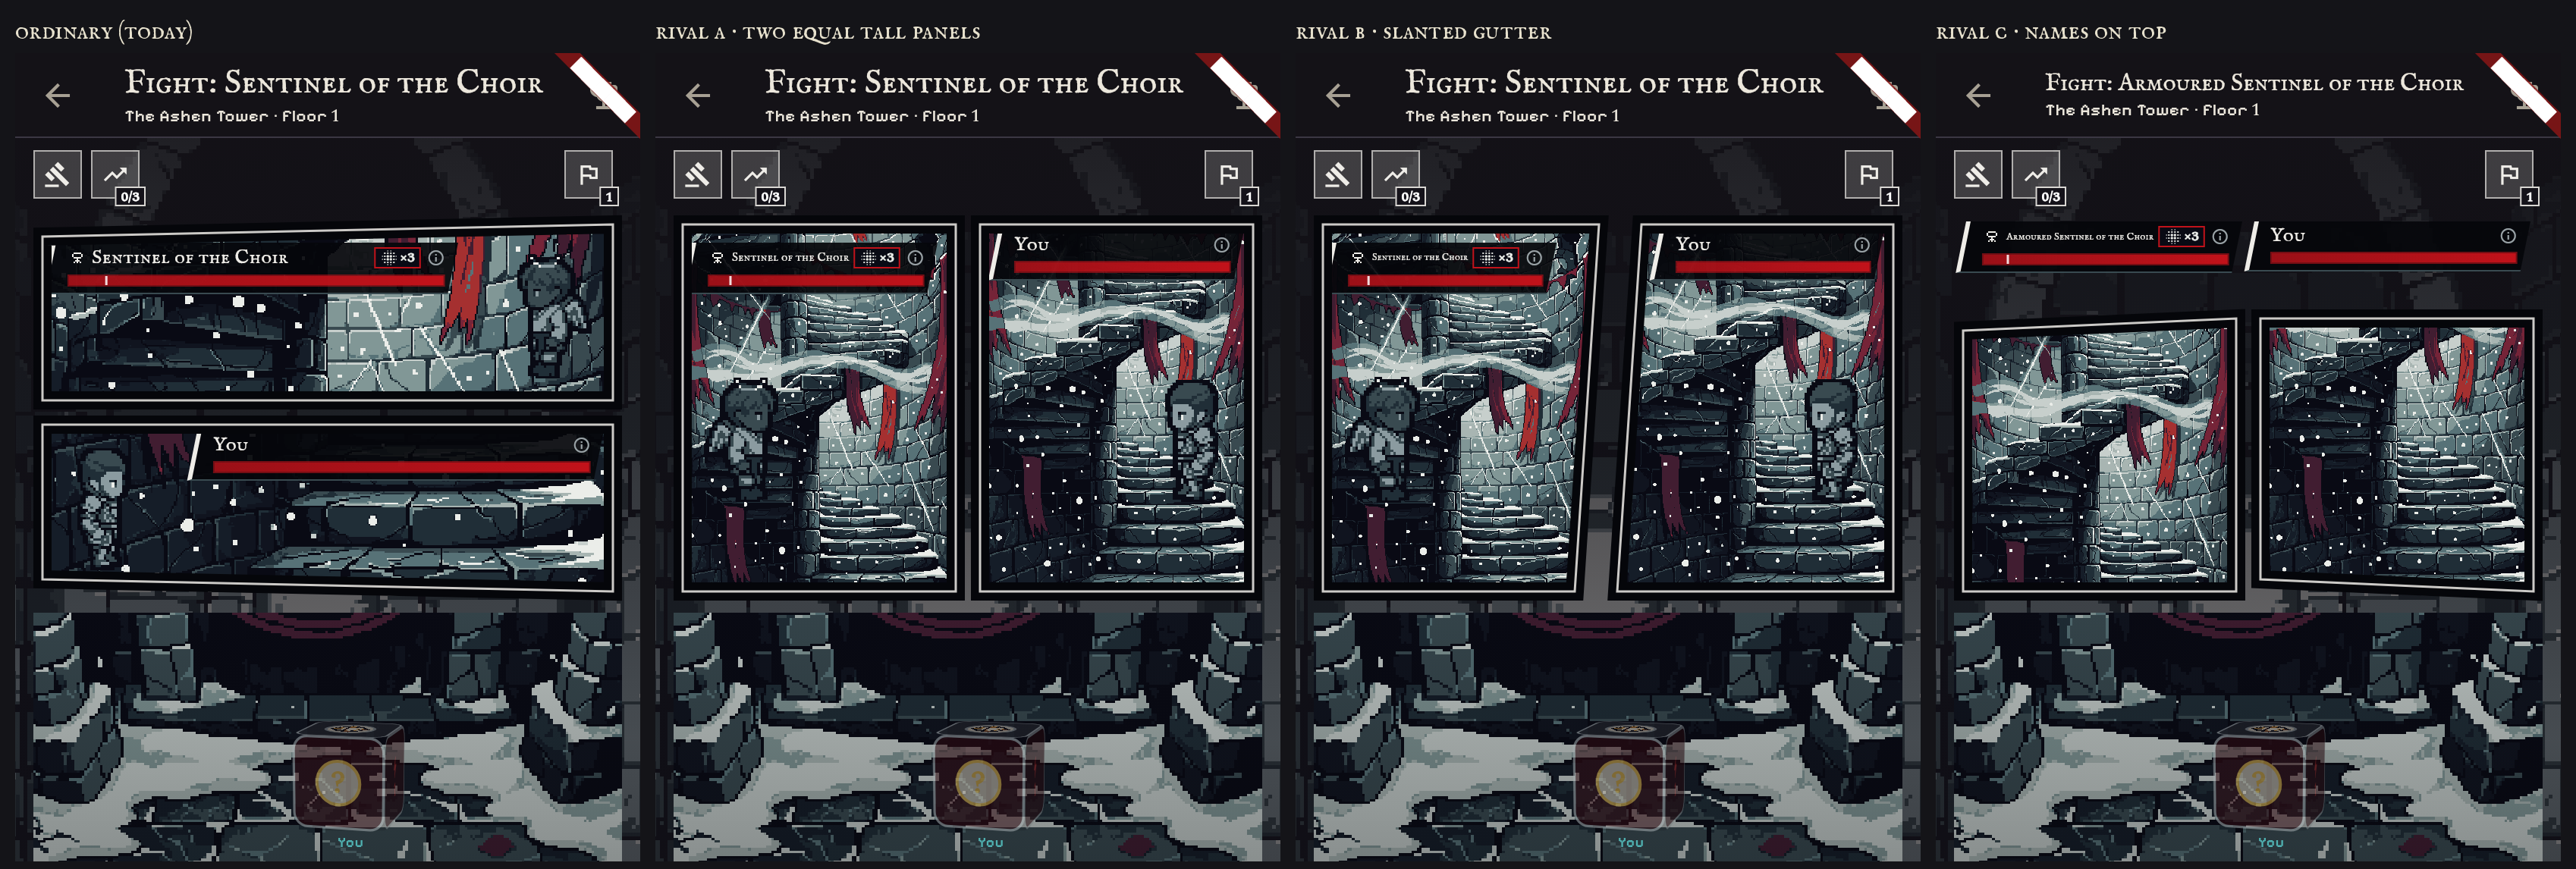 Ordinary (today)
Fight: Sentinel of the Choir
The Ashen Tower · Floor 1
0/3
1
Sentinel of the Choir
×3
You
?
You
Rival A · Two equal tall panels
Fight: Sentinel of the Choir
The Ashen Tower · Floor 1
0/3
1
Sentinel of the Choir
×3
You
?
You
Rival B · Slanted gutter
Fight: Sentinel of the Choir
The Ashen Tower · Floor 1
0/3
1
Sentinel of the Choir
×3
You
?
You
Rival C · Names on top
Fight: Armoured Sentinel of the Choir
The Ashen Tower · Floor 1
0/3
1
Armoured Sentinel of the Choir
×3
You
?
You